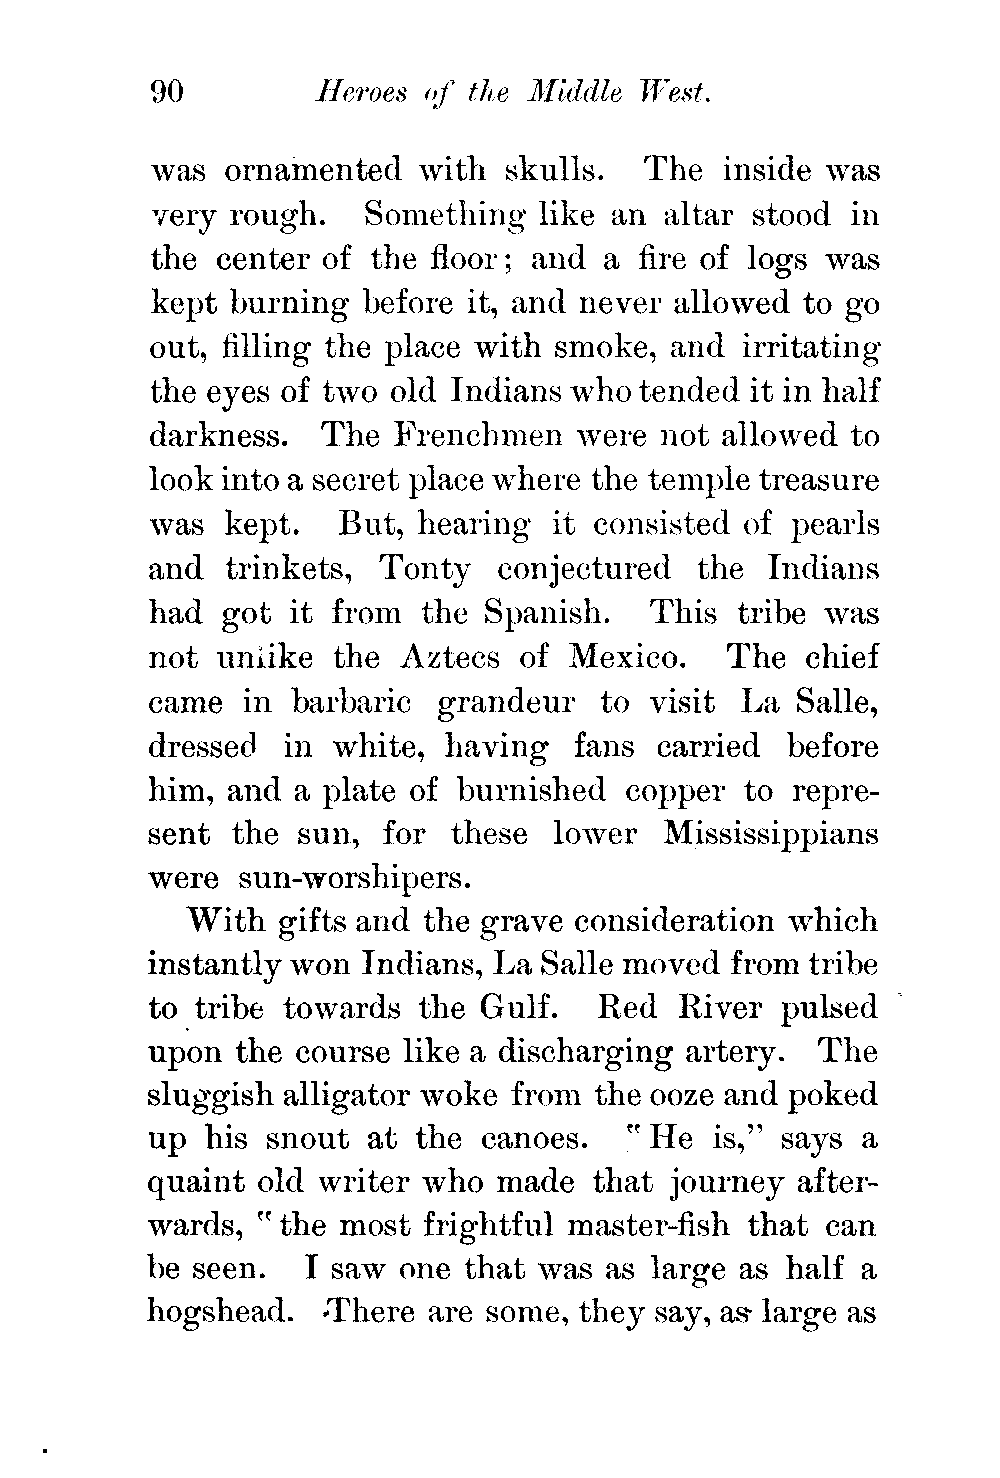 90 Heroes of the Middle West.
was ornamented with skulls. The inside was
very rough. Something like an altar stood in
the center of the floor; and a fire of logs was
kept burning before it, and never allowed to go
out, filling the place with smoke, and irritating
the eyes of two old Indians who tended it in half
darkness. The Frenchmen were not allowed to
look into a secret place where the temple treasure
was kept. But, hearing it consisted of pearls
and trinkets, Tonty conjectured the Indians
had got it from the Spanish. This tribe was
not unlike the Aztecs of Mexico. The chief
came in barbaric grandeur to visit La Salle,
dressed in white, having fans carried before
him, and a plate of burnished copper to repre-
sent the sun, for these lower Mississippians
were sun-worshipers.
With gifts and the grave consideration which
instantly won Indians, La Salle moved from tribe
to tribe towards the Gulf. Red River pulsed
upon the course like a discharging artery. The
sluggish alligator woke from the ooze and poked
up his snout at the canoes. "He is," says a
quaint old writer who made that journey after-
wards, "the most frightful master-fish that can
be seen. I saw one that was as large as half a
hogshead. There are some, they say, as large as